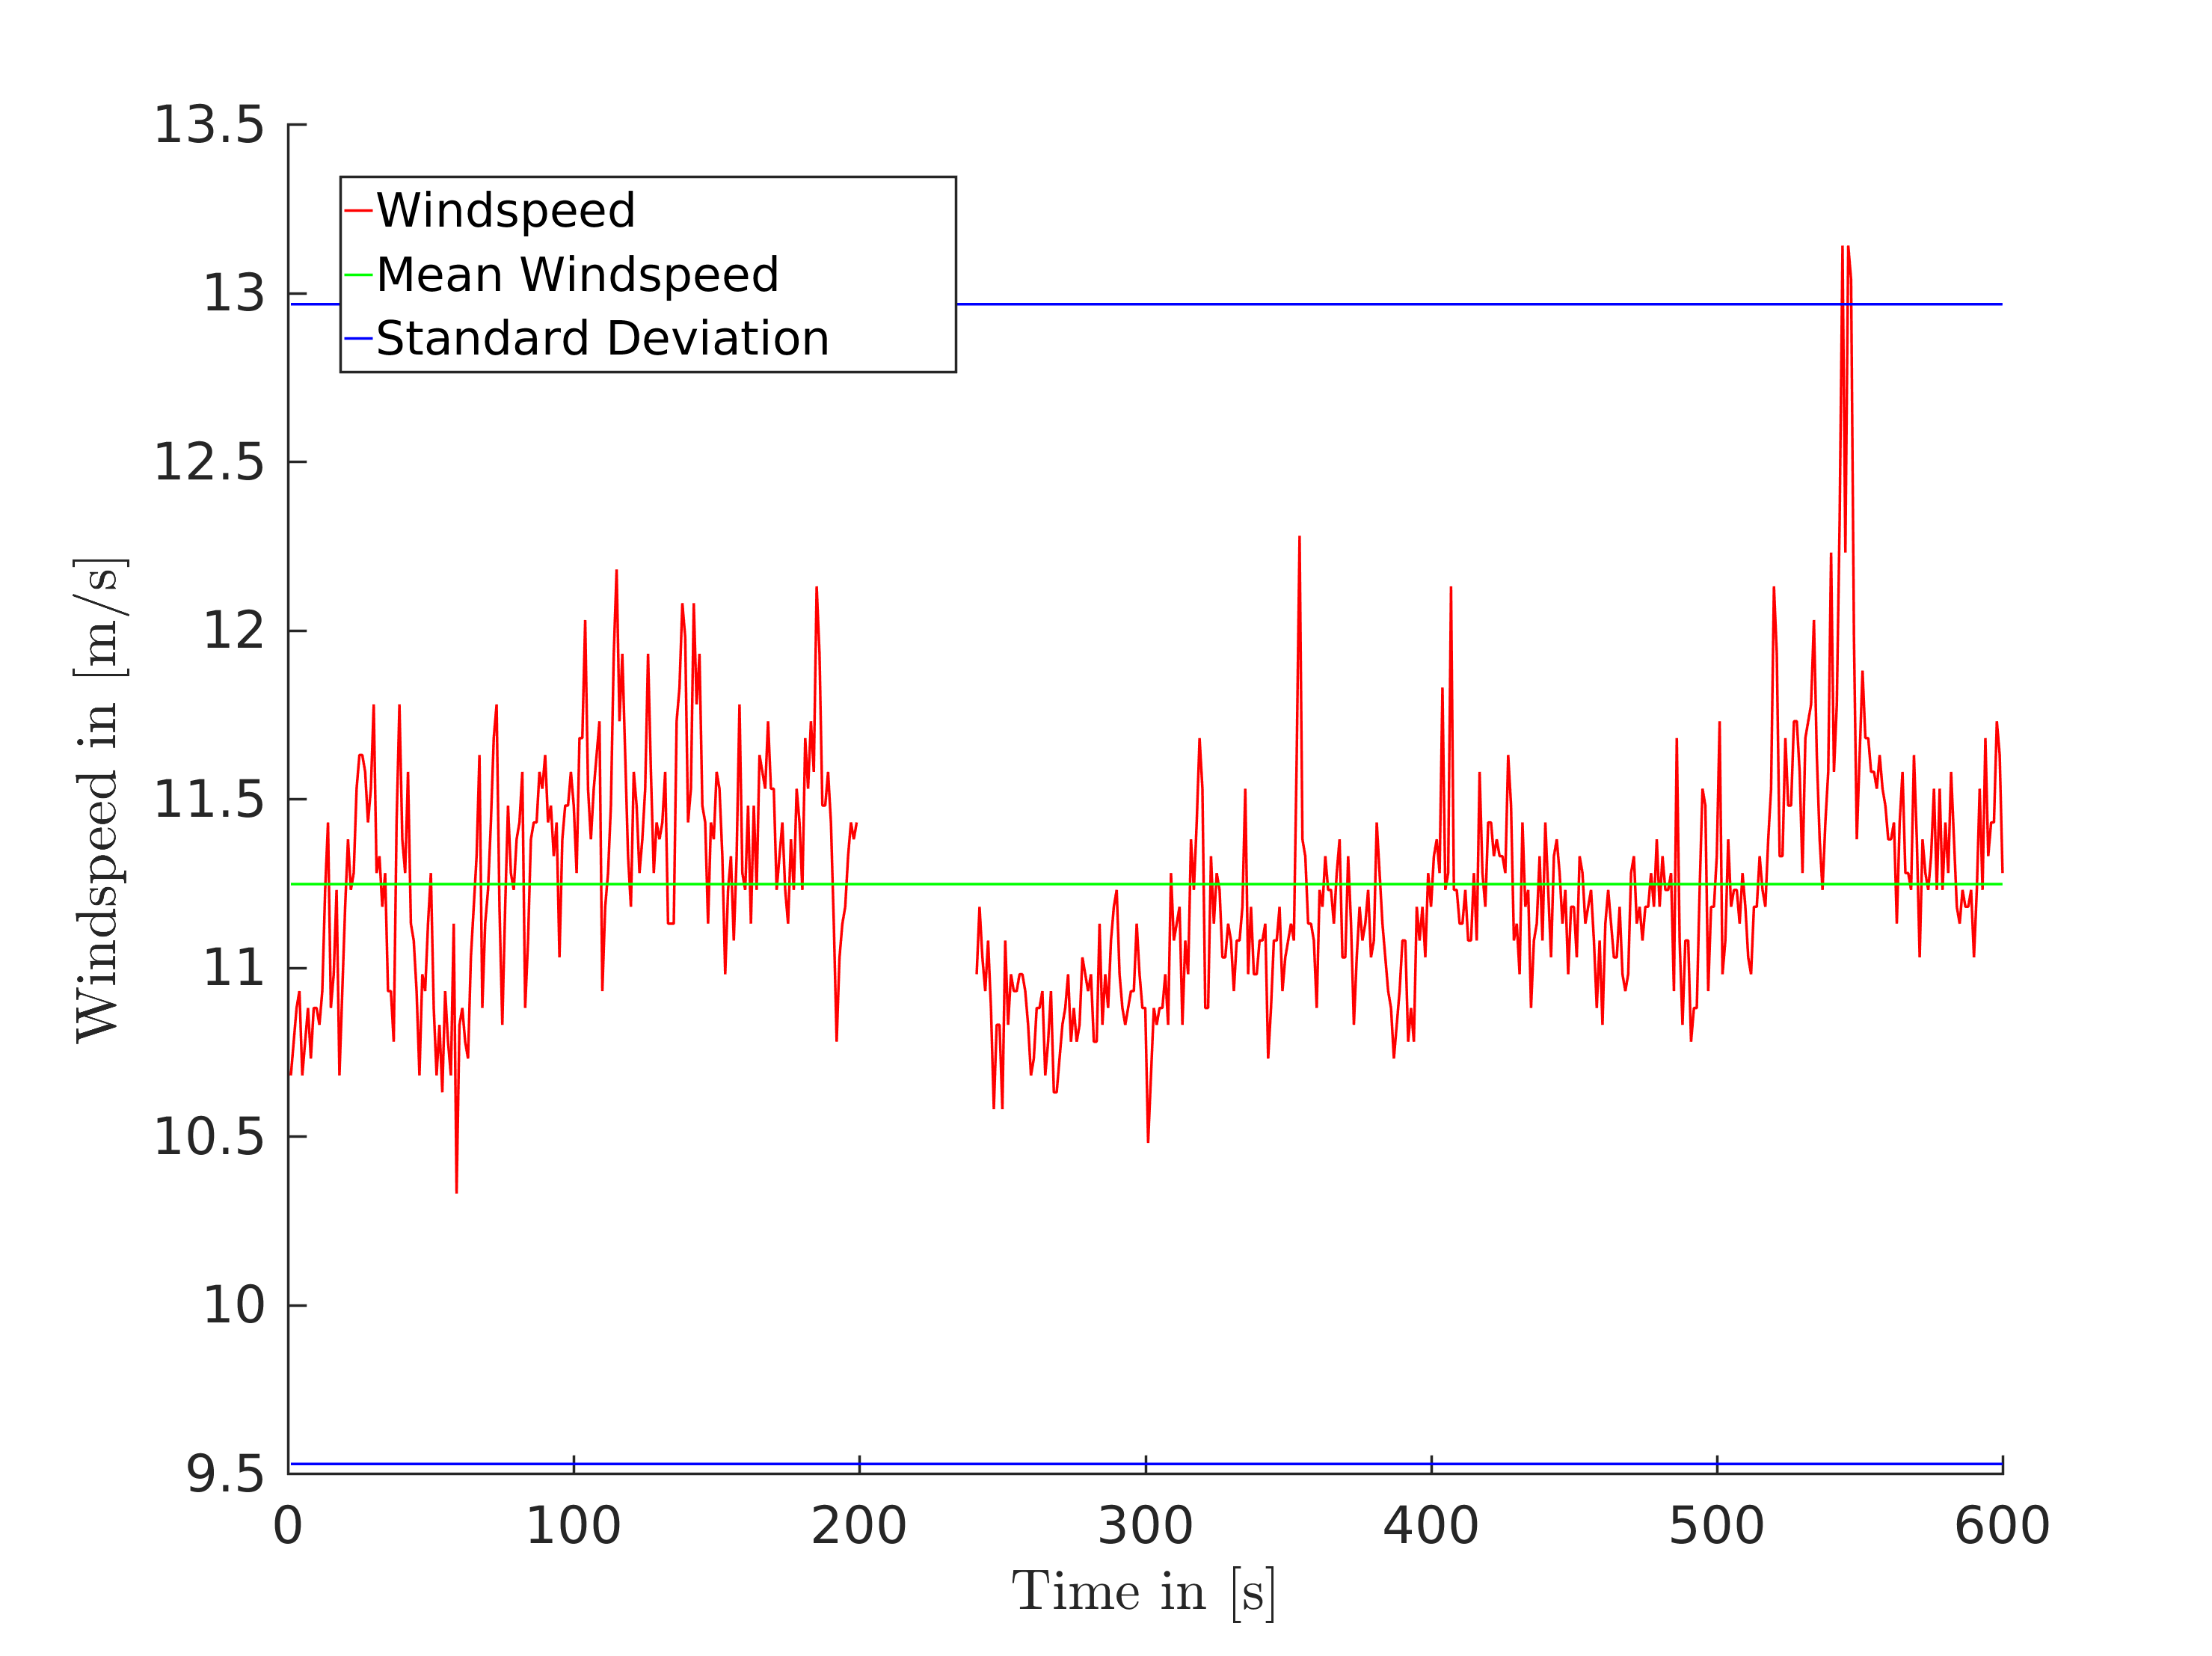 13.5
13
12.5
12
11.5
11
10.5
10
9.5
Windspeed in [m/s]
Windspeed
Mean Windspeed
Standard Deviation
0 100 200 300 400 500 600
Time in [s]